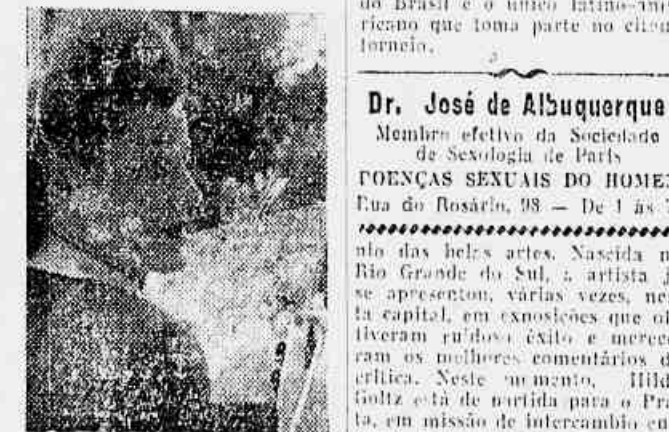 do Brasil e o único latino-ame
ricano que toma parte no citado
torneio.
Dr. José de Albuquerque
Membro efetivo da Sociedade
de Sexologia de Paris
DOENÇAS SEXUAIS DO HOMEM
Rua do Rosário, 98 — De 1 às
nio das belas artes. Nascida n
Rio Grande do Sul, a artista j
se apresentou, várias vezes, nes
ta capital, em exposições que ob
tiveram ruidoso êxito e merece
ram os melhores comentários d
crítica. Neste momento, Hild
Goltz está de partida para o Pra
ta, em missão de intercambio en